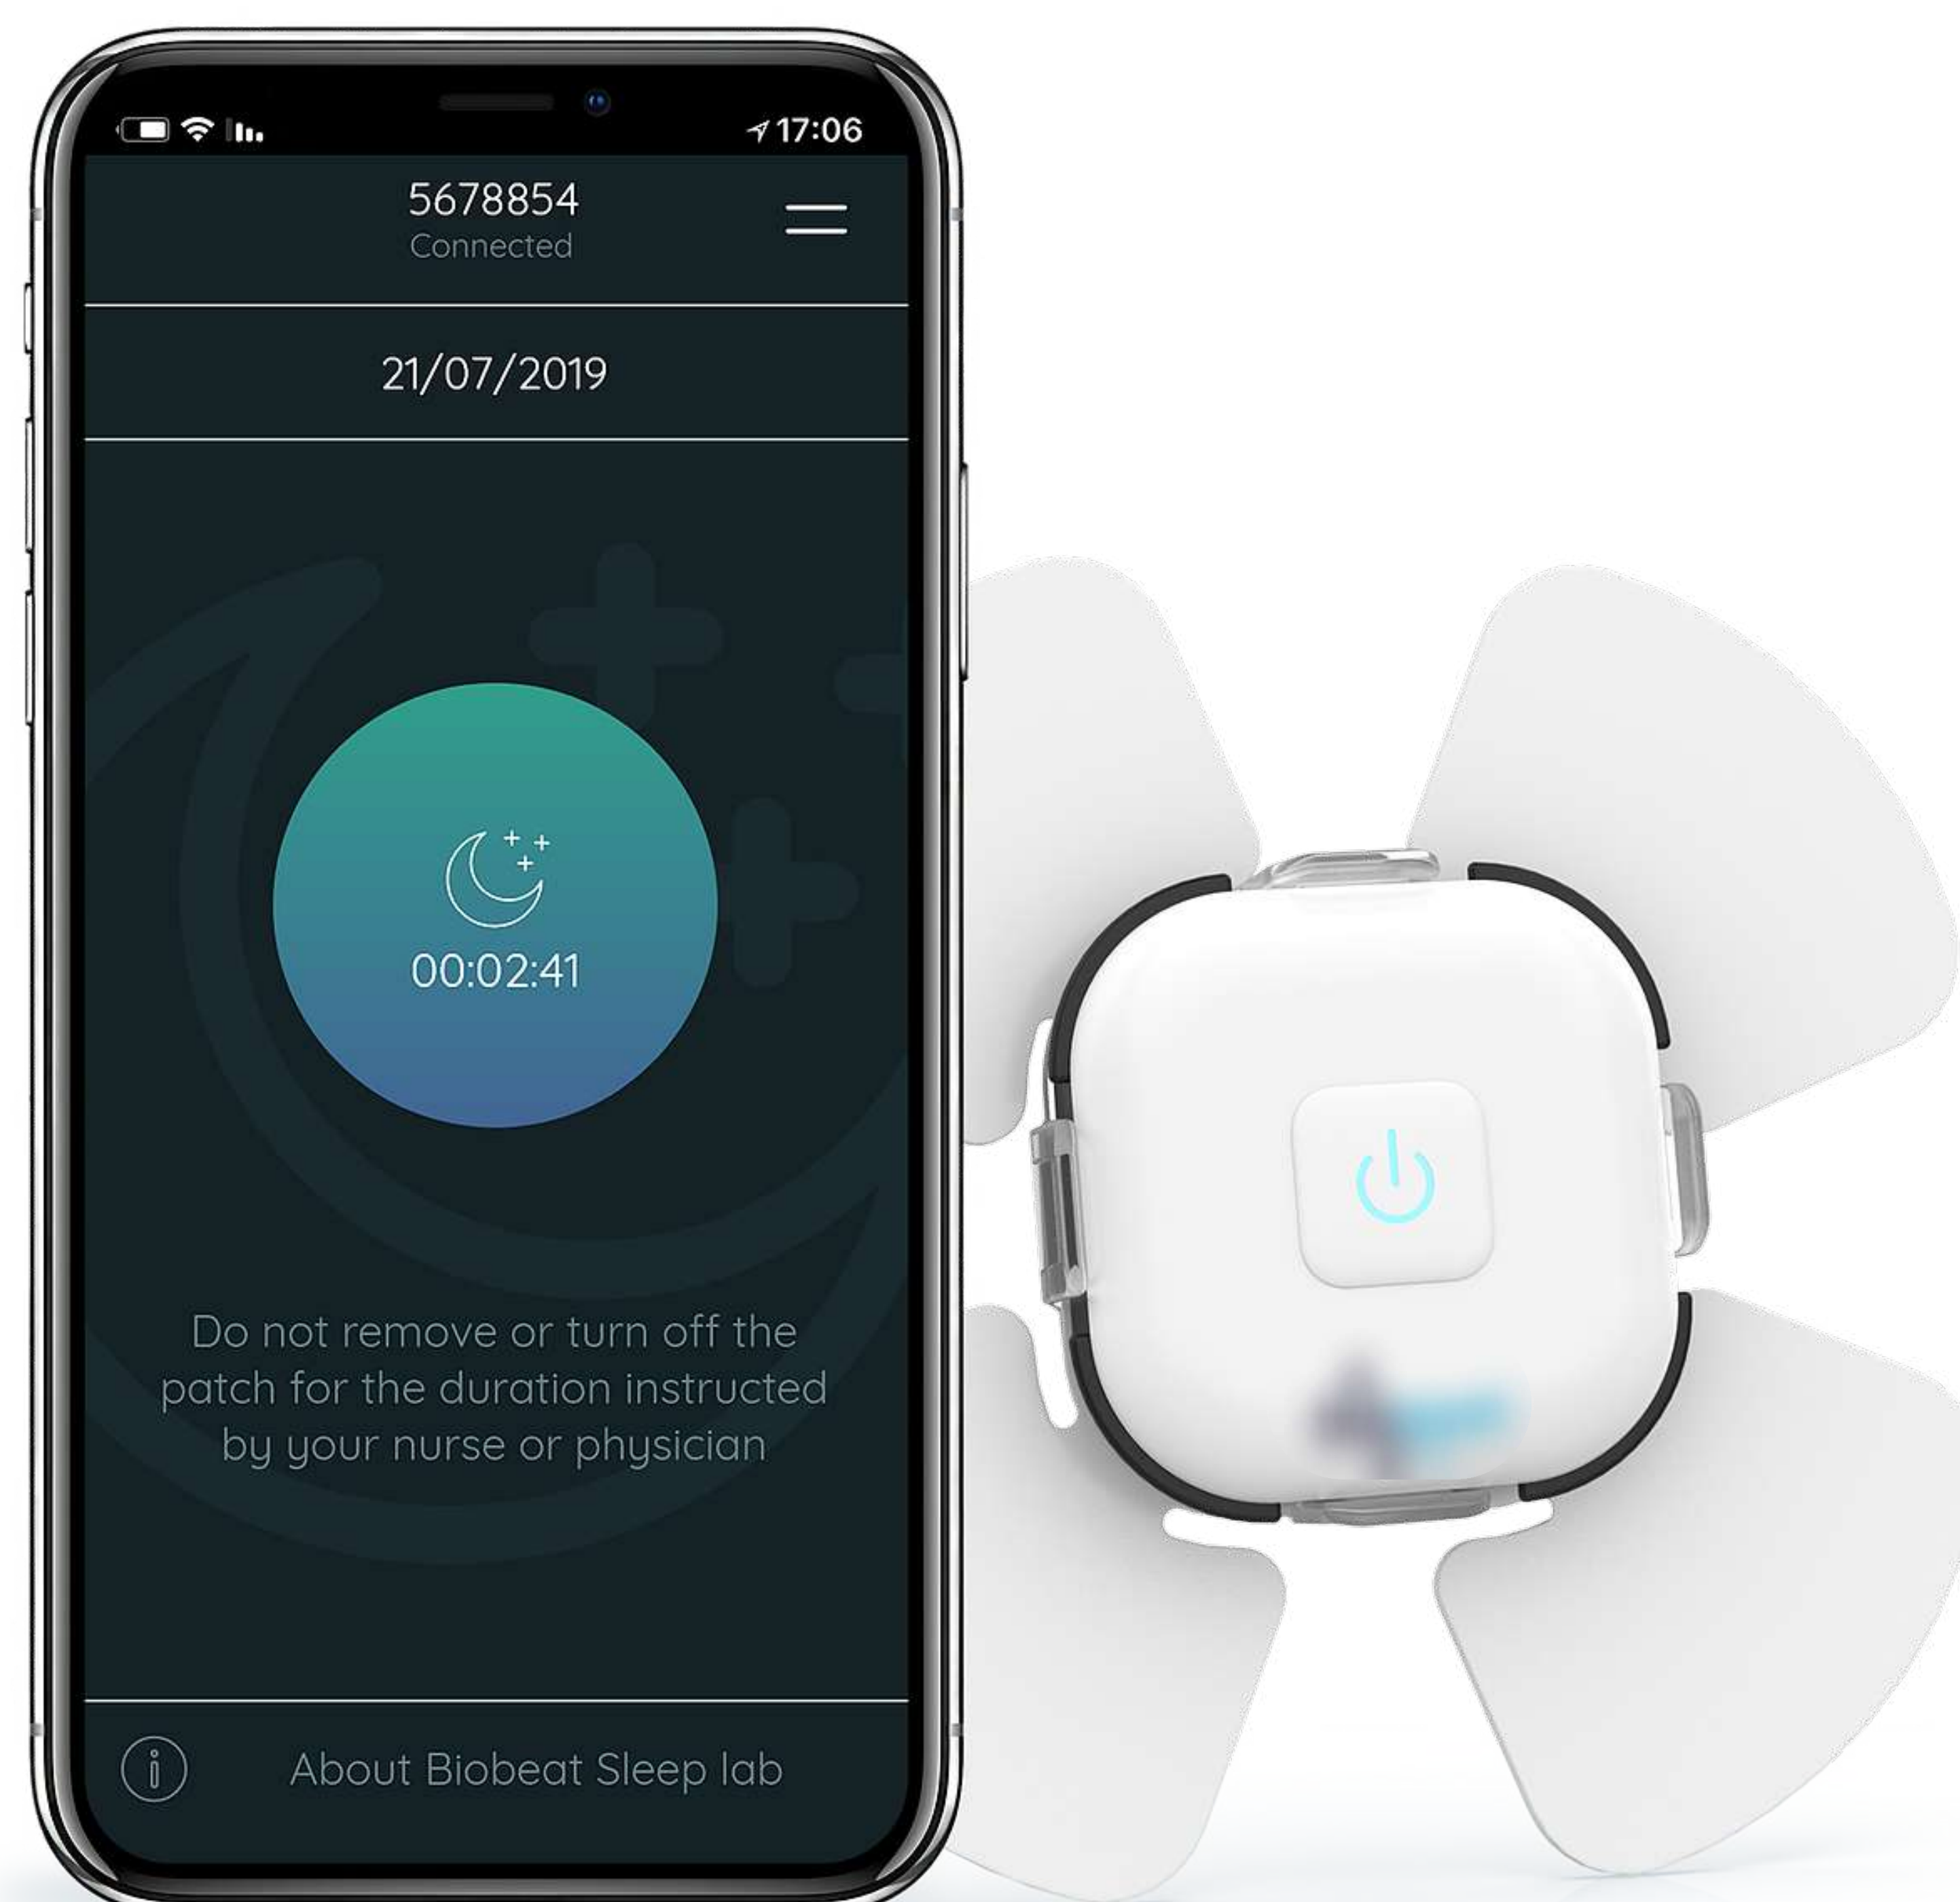 17:06
5678854
Connected
21/07/2019
00:02:41
Do not remove or turn off the
patch for the duration instructed
by your nurse or physician
About Biobeat Sleep lab